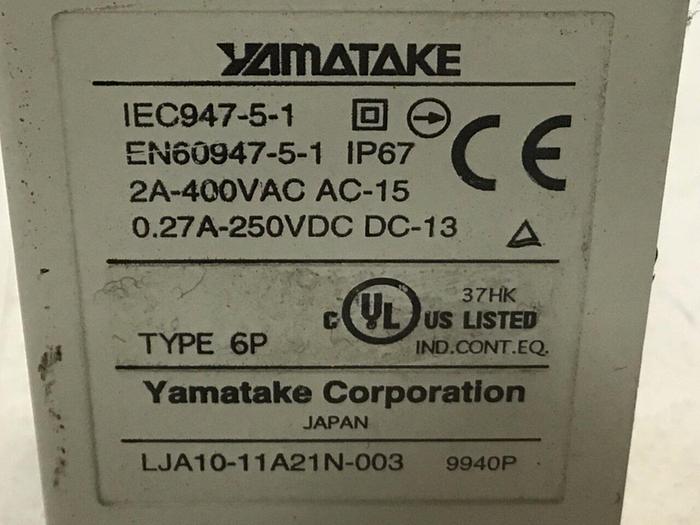 YAMATAKE
IEC947-5-1
EN60947-5-1 IP67
CE
2A-400VAC AC-15
0.27A-250VDC DC-13
37HK
C UL US LISTED
TYPE 6P
IND.CONT.EQ.
Yamatake Corporation
JAPAN
LJA10-11A21N-003 9940P